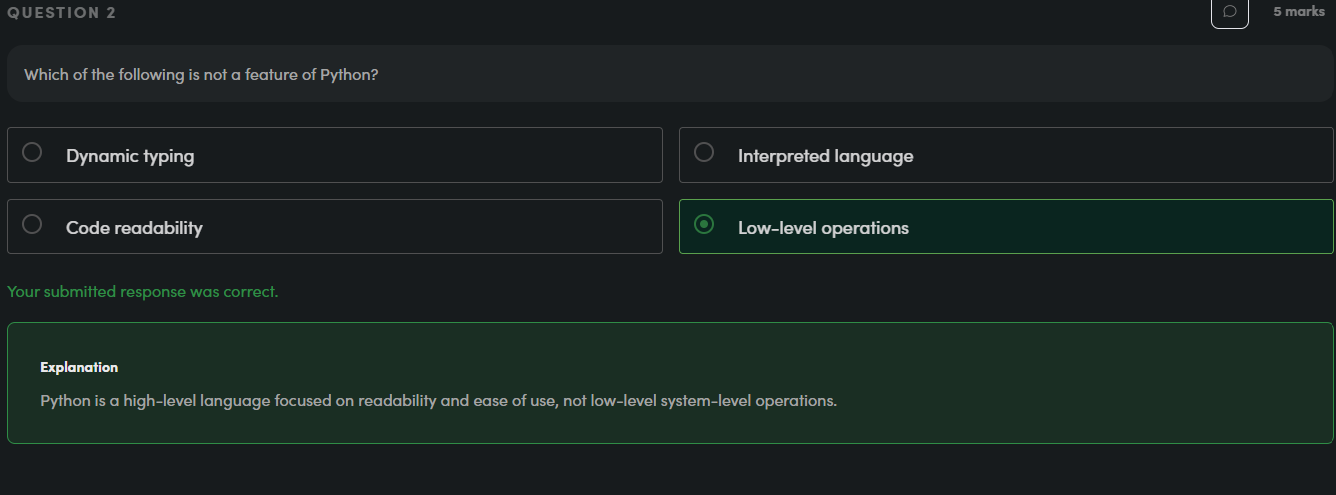 QUESTION 2
5 marks
Which of the following is not a feature of Python?
Dynamic typing
Interpreted language
Code readability
Low-level operations
Your submitted response was correct.
Explanation
Python is a high-level language focused on readability and ease of use, not low-level system-level operations.